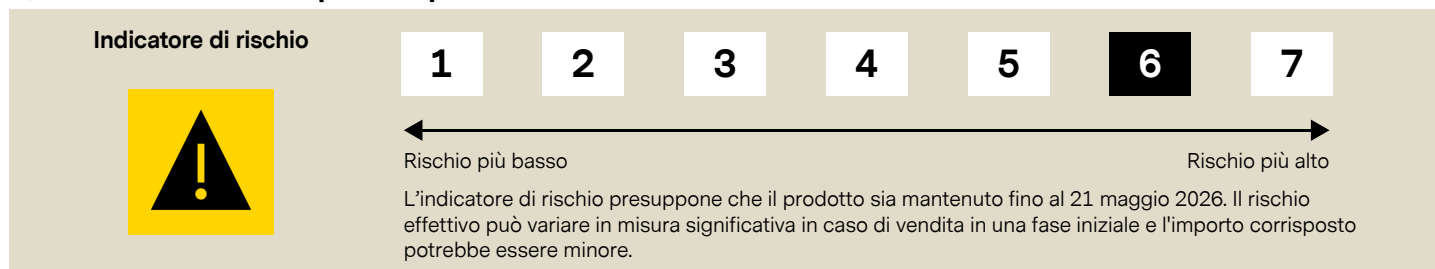 Indicatore di rischio
1 2 3 4 5 6 7
!
Rischio più basso Rischio più alto
L'indicatore di rischio presuppone che il prodotto sia mantenuto fino al 21 maggio 2026. Il rischio
effettivo può variare in misura significativa in caso di vendita in una fase iniziale e l'importo corrisposto
potrebbe essere minore.